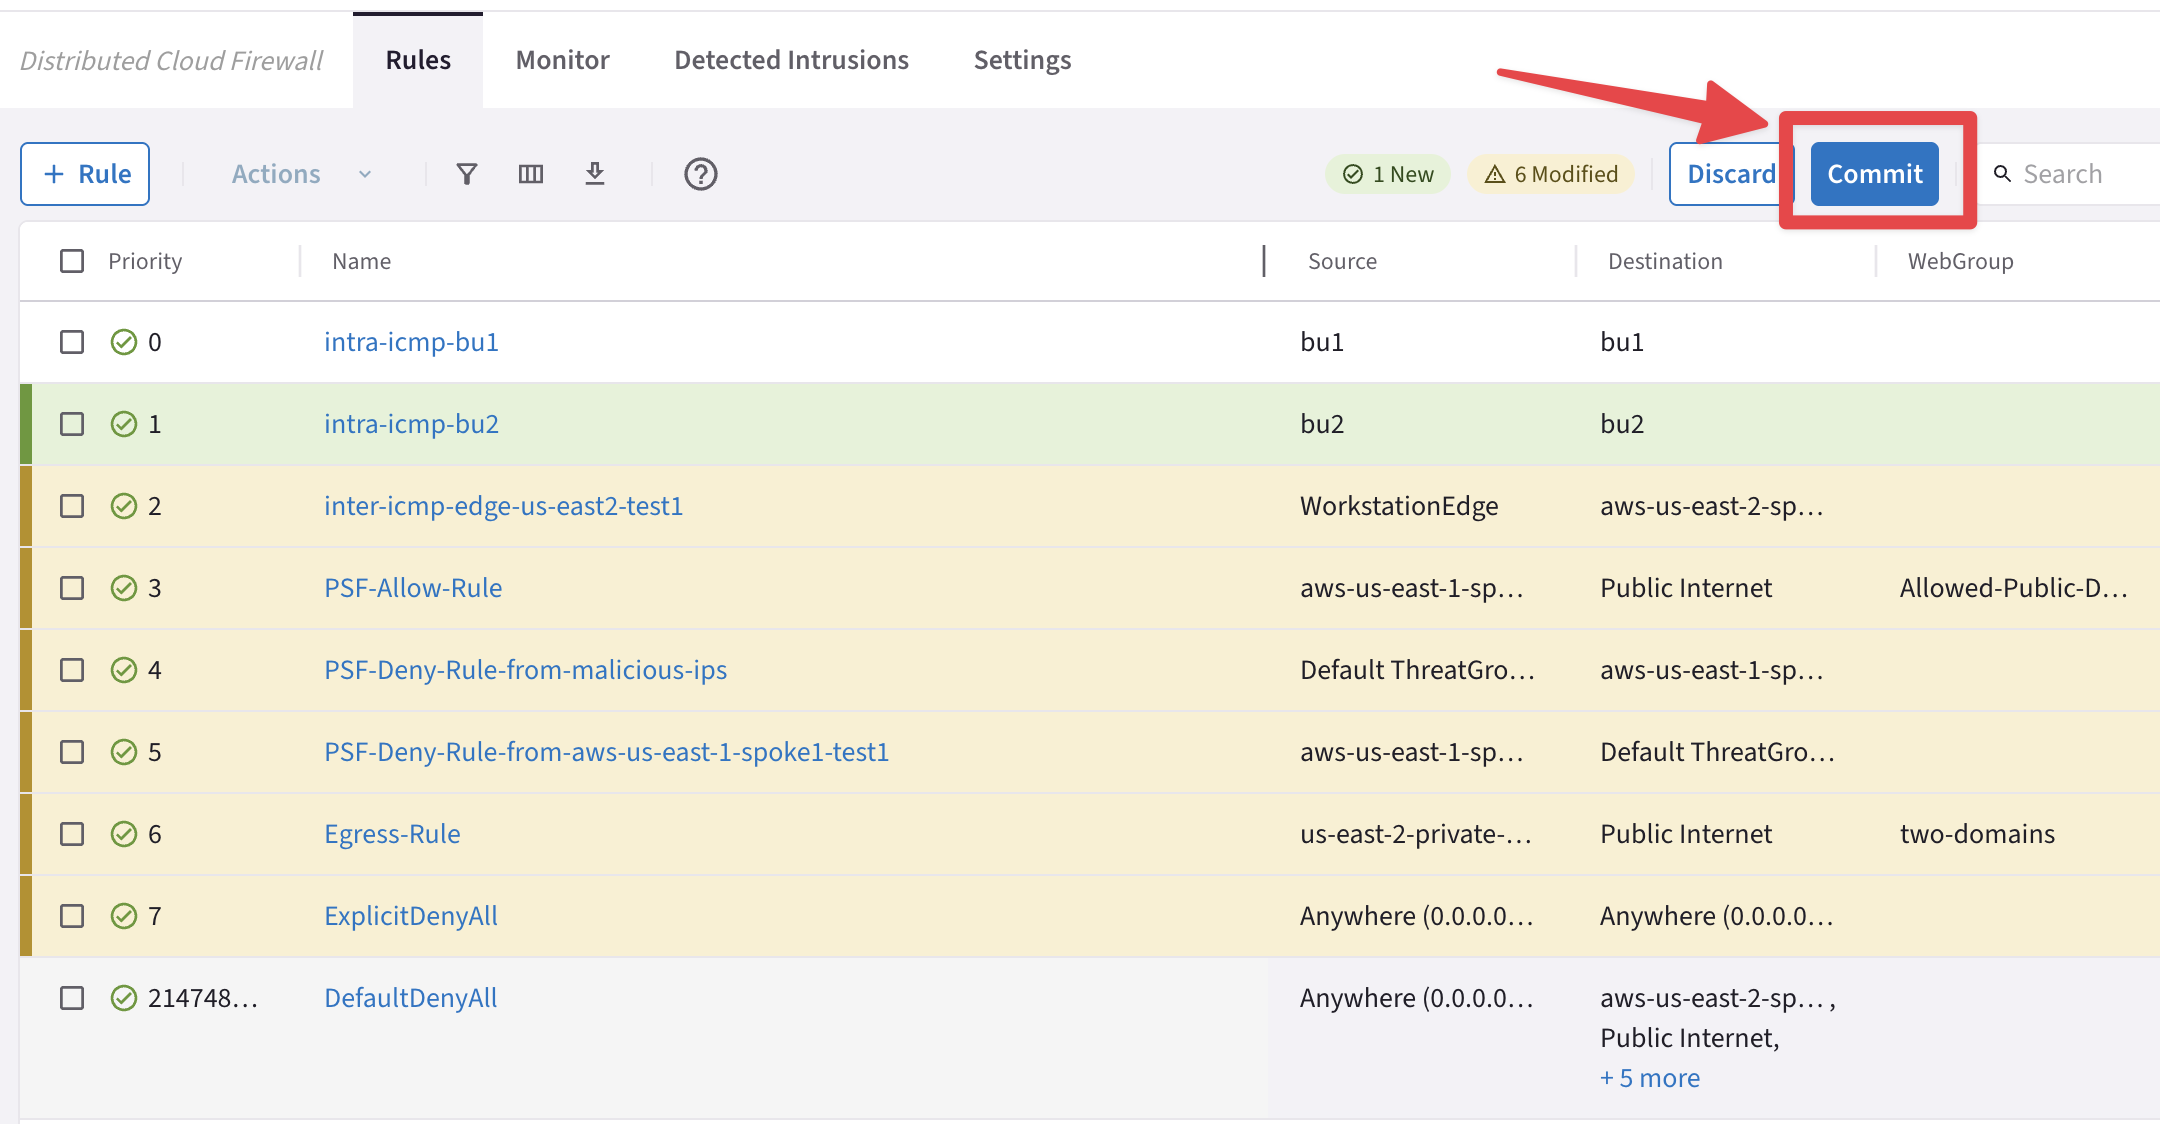 Distributed Cloud Firewall Rules Monitor Detected Intrusions Settings
+ Rule Actions 1 New 6 Modified Discard Commit Search
Priority Name Source Destination WebGroup
0 intra-icmp-bu1 bu1 bu1
1 intra-icmp-bu2 bu2 bu2
2 inter-icmp-edge-us-east2-test1 WorkstationEdge aws-us-east-2-sp...
3 PSF-Allow-Rule aws-us-east-1-sp... Public Internet Allowed-Public-D...
4 PSF-Deny-Rule-from-malicious-ips Default ThreatGro... aws-us-east-1-sp...
5 PSF-Deny-Rule-from-aws-us-east-1-spoke1-test1 aws-us-east-1-sp... Default ThreatGro...
6 Egress-Rule us-east-2-private-... Public Internet two-domains
7 ExplicitDenyAll Anywhere (0.0.0.0... Anywhere (0.0.0.0...
214748... DefaultDenyAll Anywhere (0.0.0.0... aws-us-east-2-sp... ,
Public Internet,
+ 5 more